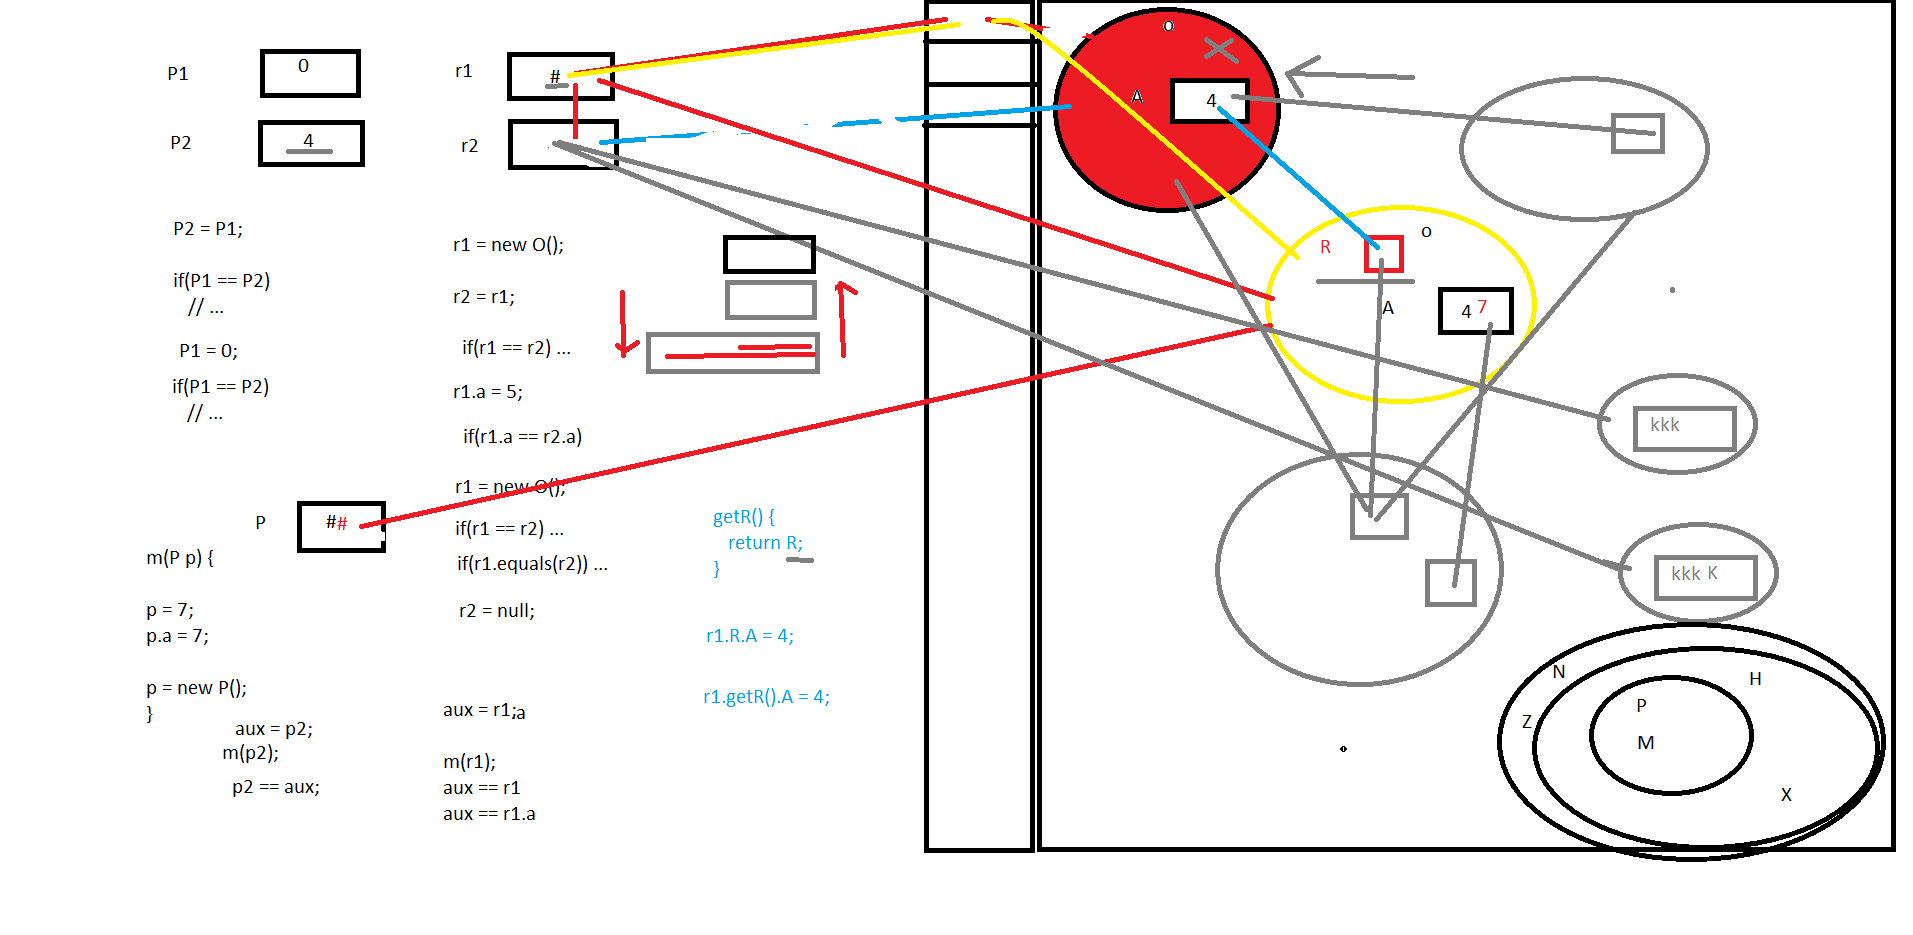 P1
0
P2
4
P2 = P1;
if(P1 == P2)
// ...
P1 = 0;
if(P1 == P2)
// ...
P
##
m(P p) {
p = 7;
p.a = 7;
p = new P();
}
aux = p2;
m(p2);
p2 == aux;
r1
#
r2
r1 = new O();
r2 = r1;
if(r1 == r2) ...
r1.a = 5;
if(r1.a == r2.a)
r1 = new O();
if(r1 == r2) ...
if(r1.equals(r2)) ...
r2 = null;
aux = r1;a
m(r1);
aux == r1
aux == r1.a
getR() {
return R;
}
r1.R.A = 4;
r1.getR().A = 4;
O
A
4
O
R
A
4 7
kkk
kkk K
N
H
P
Z
M
X